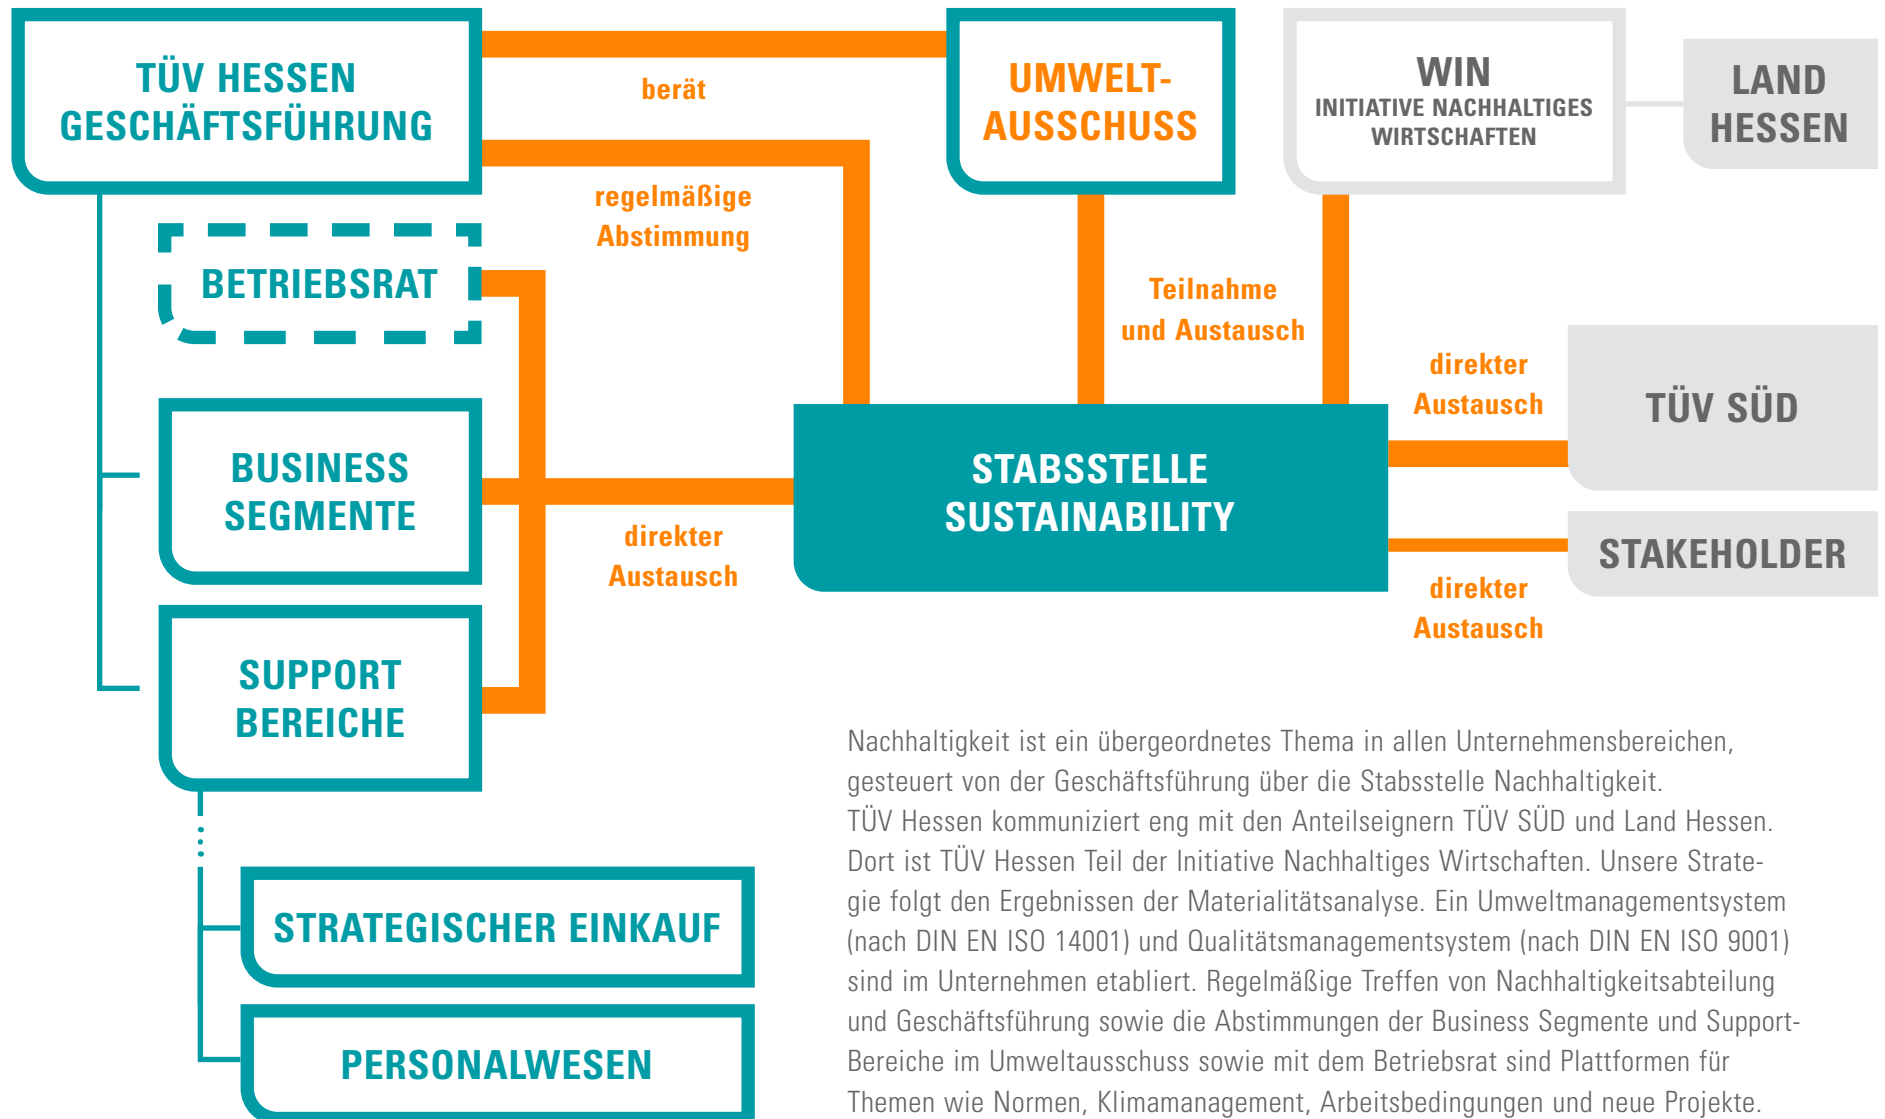 TÜV HESSEN
GESCHÄFTSFÜHRUNG
berät
UMWELT-
AUSSCHUSS
WIN
INITIATIVE NACHHALTIGES
WIRTSCHAFTEN
LAND
HESSEN
regelmäßige
Abstimmung
BETRIEBSRAT
Teilnahme
und Austausch
direkter
Austausch
TÜV SÜD
BUSINESS
SEGMENTE
direkter
Austausch
STABSSTELLE
SUSTAINABILITY
STAKEHOLDER
direkter
Austausch
SUPPORT
BEREICHE
STRATEGISCHER EINKAUF
PERSONALWESEN
Nachhaltigkeit ist ein übergeordnetes Thema in allen Unternehmensbereichen,
gesteuert von der Geschäftsführung über die Stabsstelle Nachhaltigkeit.
TÜV Hessen kommuniziert eng mit den Anteilseignern TÜV SÜD und Land Hessen.
Dort ist TÜV Hessen Teil der Initiative Nachhaltiges Wirtschaften. Unsere Strate-
gie folgt den Ergebnissen der Materialitätsanalyse. Ein Umweltmanagementsystem
(nach DIN EN ISO 14001) und Qualitätsmanagementsystem (nach DIN EN ISO 9001)
sind im Unternehmen etabliert. Regelmäßige Treffen von Nachhaltigkeitsabteilung
und Geschäftsführung sowie die Abstimmungen der Business Segmente und Support-
Bereiche im Umweltausschuss sowie mit dem Betriebsrat sind Plattformen für
Themen wie Normen, Klimamanagement, Arbeitsbedingungen und neue Projekte.